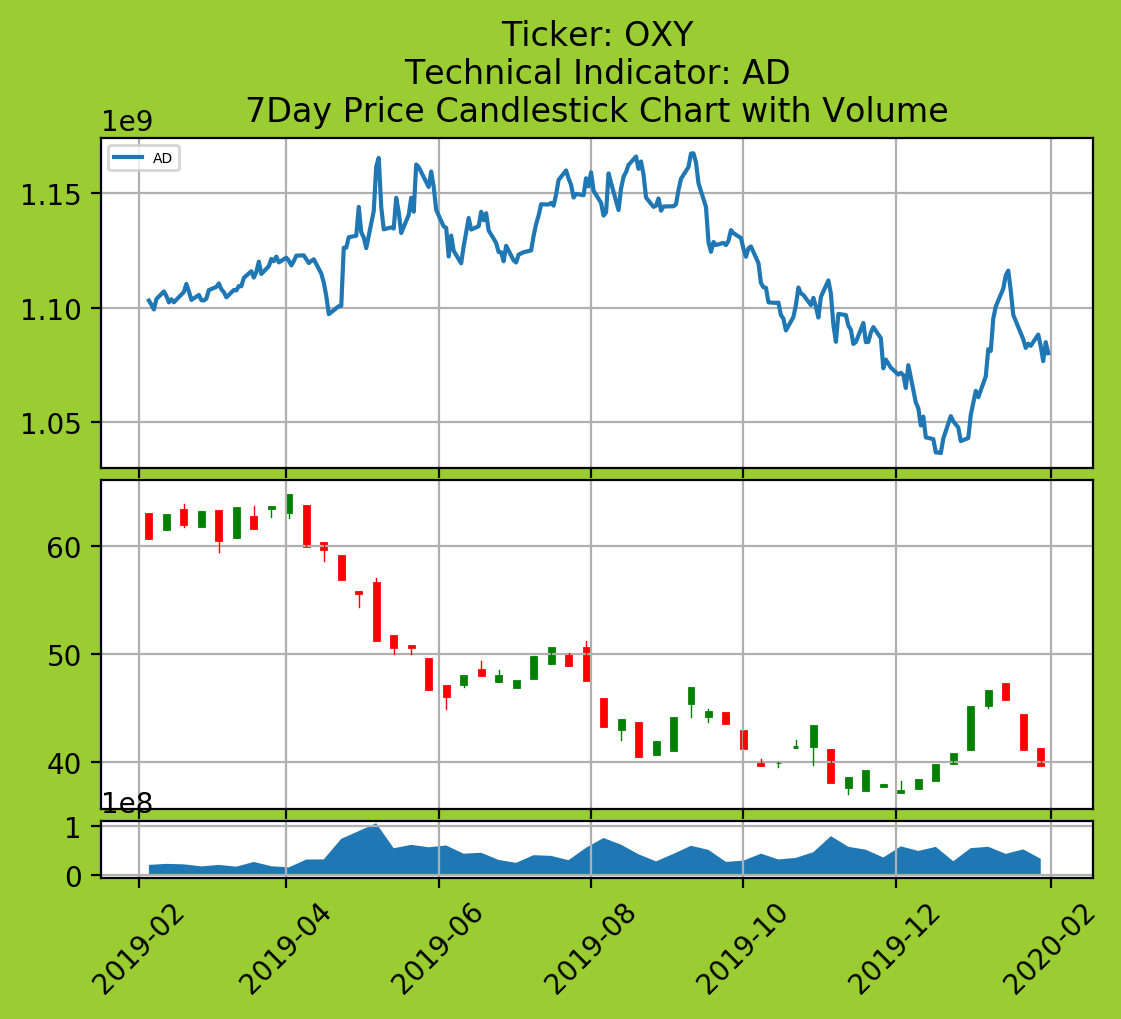 Ticker: OXY
Technical Indicator: AD
7Day Price Candlestick Chart with Volume
1e9
AD
1.15
1.10
1.05
60
50
40
1e8
1
0
2019-02
2019-04
2019-06
2019-08
2019-10
2019-12
2020-02